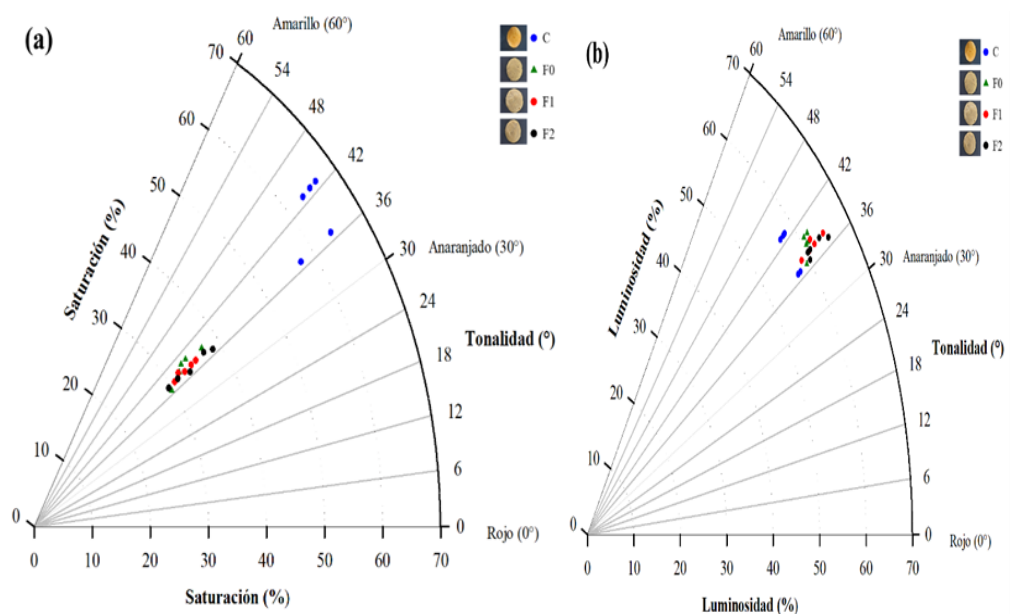 (a)
Amarillo (60°)
C
F0
F1
F2
70
60
54
48
42
36
30
Anaranjado (30°)
24
18
12
6
0
Rojo (0°)
Tonalidad (°)
Saturación (%)
60
50
40
30
20
10
0
0
10
20
30
40
50
60
70
Saturación (%)
(b)
Amarillo (60°)
C
F0
F1
F2
70
60
54
48
42
36
30
Anaranjado (30°)
24
18
12
6
0
Rojo (0°)
Tonalidad (°)
Luminosidad (%)
60
50
40
30
20
10
0
0
10
20
30
40
50
60
70
Luminosidad (%)